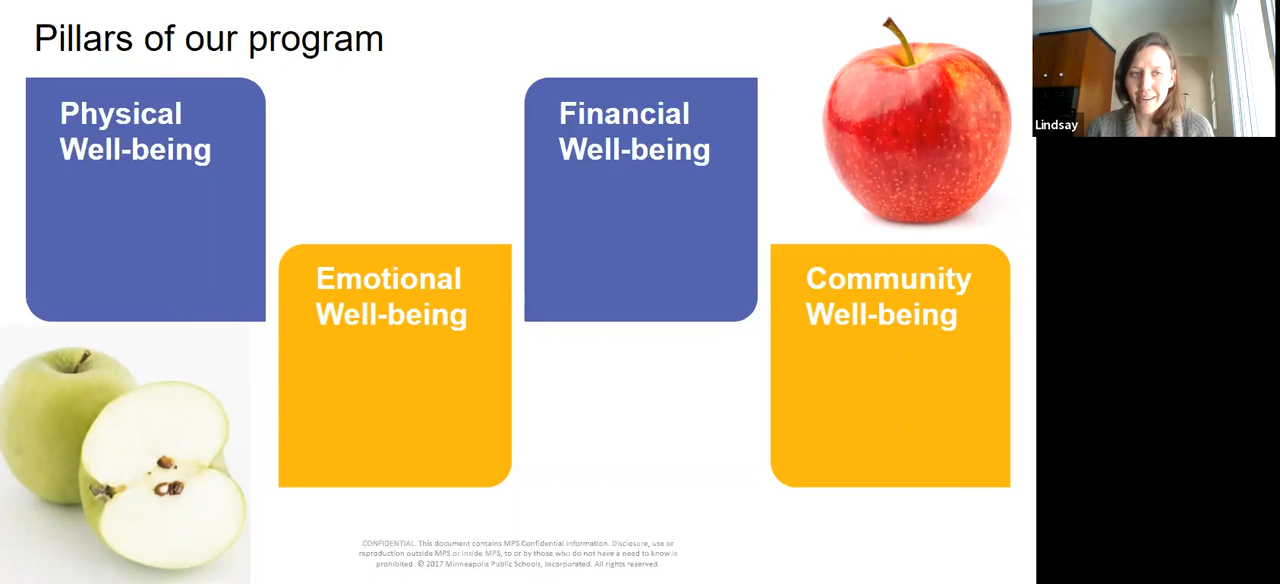 Pillars of our program
Physical
Well-being
Emotional
Well-being
Financial
Well-being
Community
Well-being
Lindsay
CONFIDENTIAL. This document contains MPS Confidential Information. Disclosure, use or
reproduction outside MPS or inside MPS, to or by those who do not have a need to know is
prohibited. © 2017 Minneapolis Public Schools, Incorporated. All rights reserved.